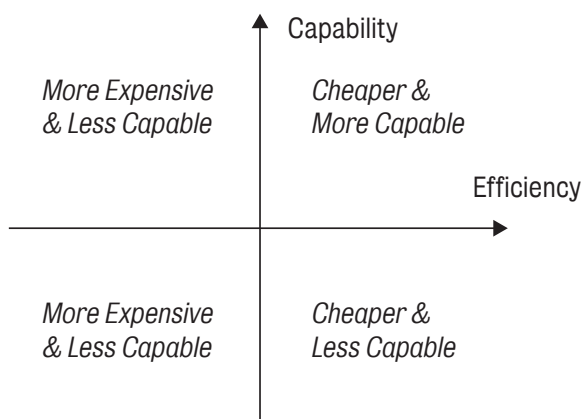 Capability
More Expensive
& Less Capable
Cheaper &
More Capable
Efficiency
More Expensive
& Less Capable
Cheaper &
Less Capable